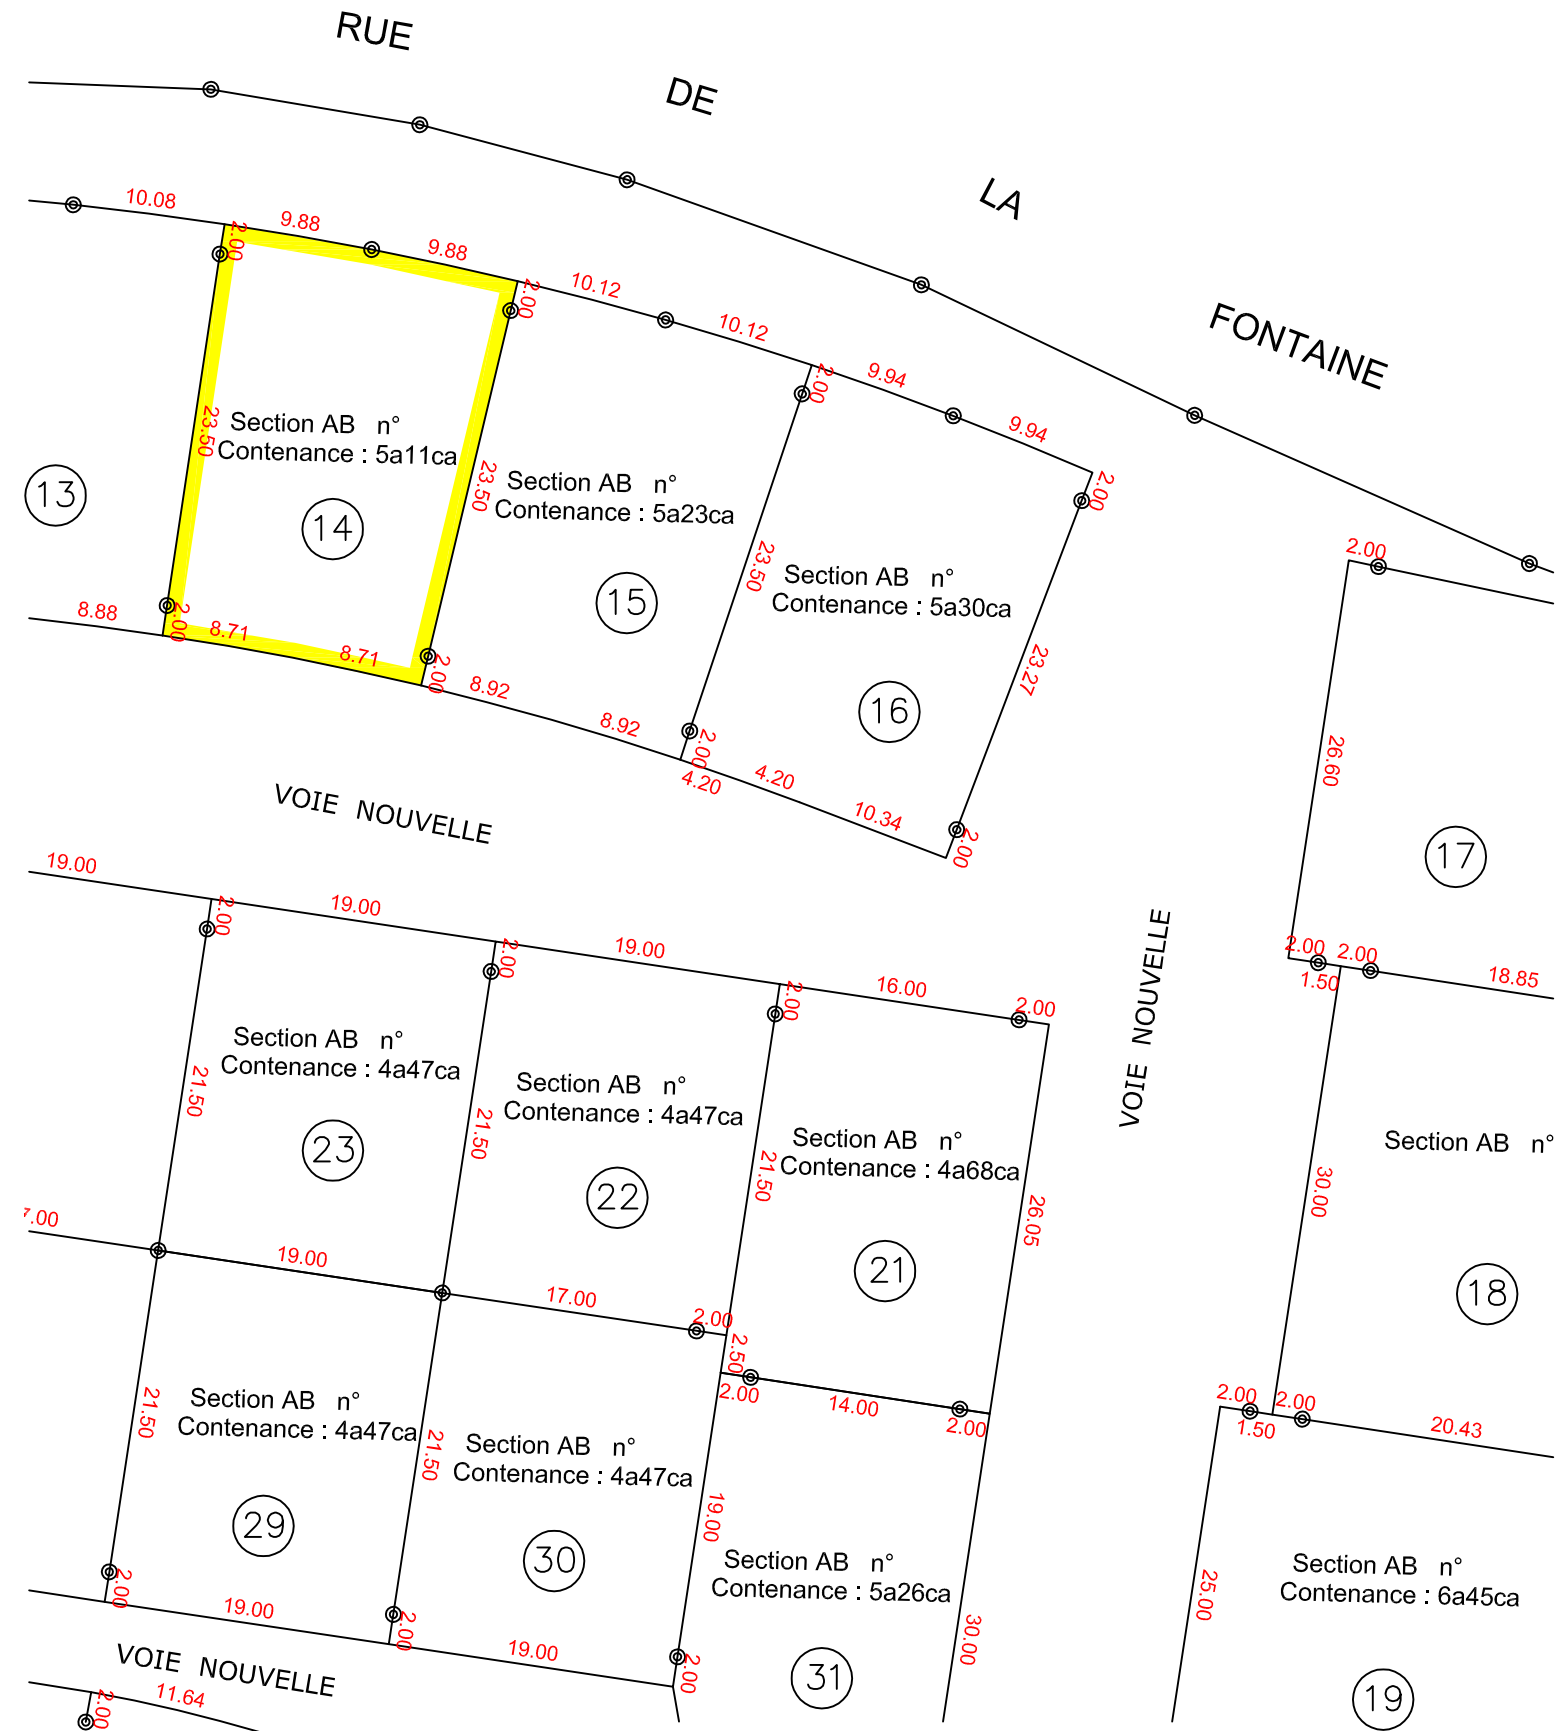 RUE
DE
LA
FONTAINE
10.08
9.88
9.88
10.12
10.12
9.94
9.94
2.00
2.00
2.00
2.00
2.00
23.50
Section AB n°
Contenance : 5a11ca
23.50
Section AB n°
Contenance : 5a23ca
23.50
Section AB n°
Contenance : 5a30ca
13
14
15
16
23.27
26.60
17
8.88
2.00
8.71
8.71
2.00
8.92
8.92
2.00
4.20
4.20
10.34
2.00
VOIE NOUVELLE
19.00
2.00
19.00
2.00
19.00
2.00
16.00
2.00
VOIE NOUVELLE
2.00
2.00
1.50
18.85
Section AB n°
Contenance : 4a47ca
21.50
23
Section AB n°
Contenance : 4a47ca
21.50
22
Section AB n°
Contenance : 4a68ca
21.50
21
26.05
Section AB n°
30.00
18
7.00
19.00
17.00
2.00
2.50
2.00
14.00
2.00
2.00
2.00
1.50
20.43
Section AB n°
Contenance : 4a47ca
21.50
29
Section AB n°
Contenance : 4a47ca
21.50
30
19.00
Section AB n°
Contenance : 5a26ca
31
30.00
25.00
Section AB n°
Contenance : 6a45ca
19
2.00
19.00
2.00
19.00
2.00
VOIE NOUVELLE
2.00
11.64